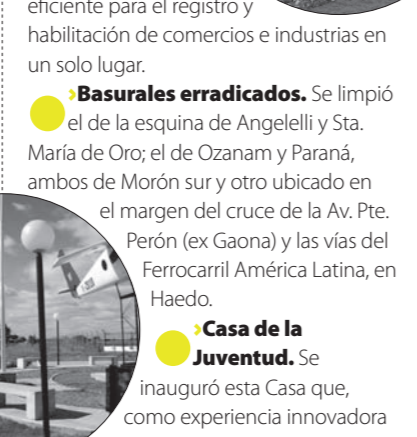 eficiente para el registro y
habilitación de comercios e industrias en
un solo lugar.
›Basurales erradicados. Se limpió
el de la esquina de Angelelli y Sta.
María de Oro; el de Ozanam y Paraná,
ambos de Morón sur y otro ubicado en
el margen del cruce de la Av. Pte.
Perón (ex Gaona) y las vías del
Ferrocarril América Latina, en
Haedo.
›Casa de la
Juventud. Se
inauguró esta Casa que,
como experiencia innovadora